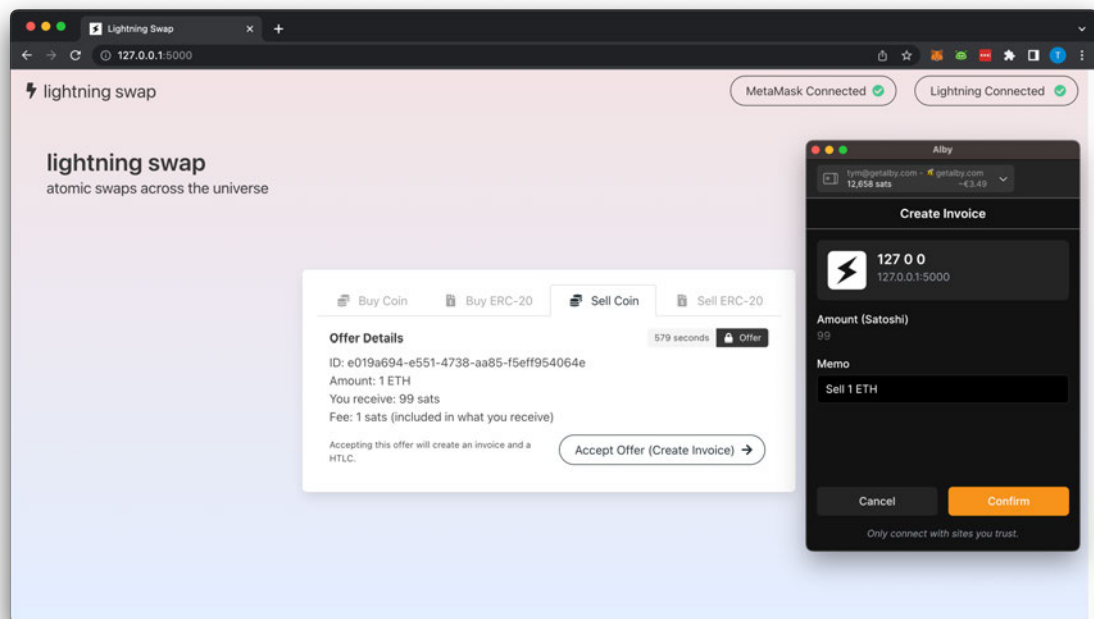 Lightning Swap
127.0.0.1:5000
T
lightning swap
MetaMask Connected
Lightning Connected
lightning swap
atomic swaps across the universe
Buy Coin
Buy ERC-20
Sell Coin
Sell ERC-20
Offer Details
579 seconds
Offer
ID: e019a694-e551-4738-aa85-f5eff954064e
Amount: 1 ETH
You receive: 99 sats
Fee: 1 sats (included in what you receive)
Accepting this offer will create an invoice and a
HTLC.
Accept Offer (Create Invoice)
Alby
tym@getalby.com - getalby.com
12,658 sats ~€3.49
Create Invoice
127 0 0
127.0.0.1:5000
Amount (Satoshi)
99
Memo
Sell 1 ETH
Cancel
Confirm
Only connect with sites you trust.